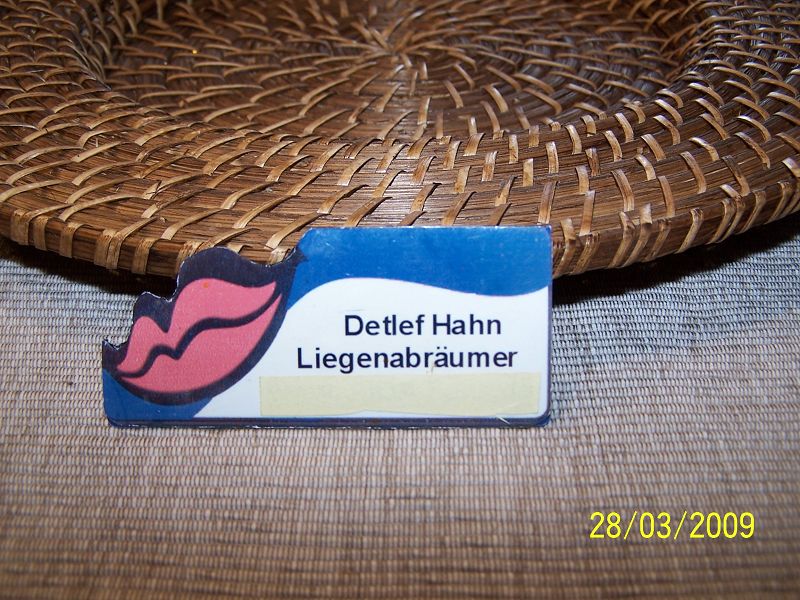 Detlef Hahn
Liegenabräumer
28/03/2009